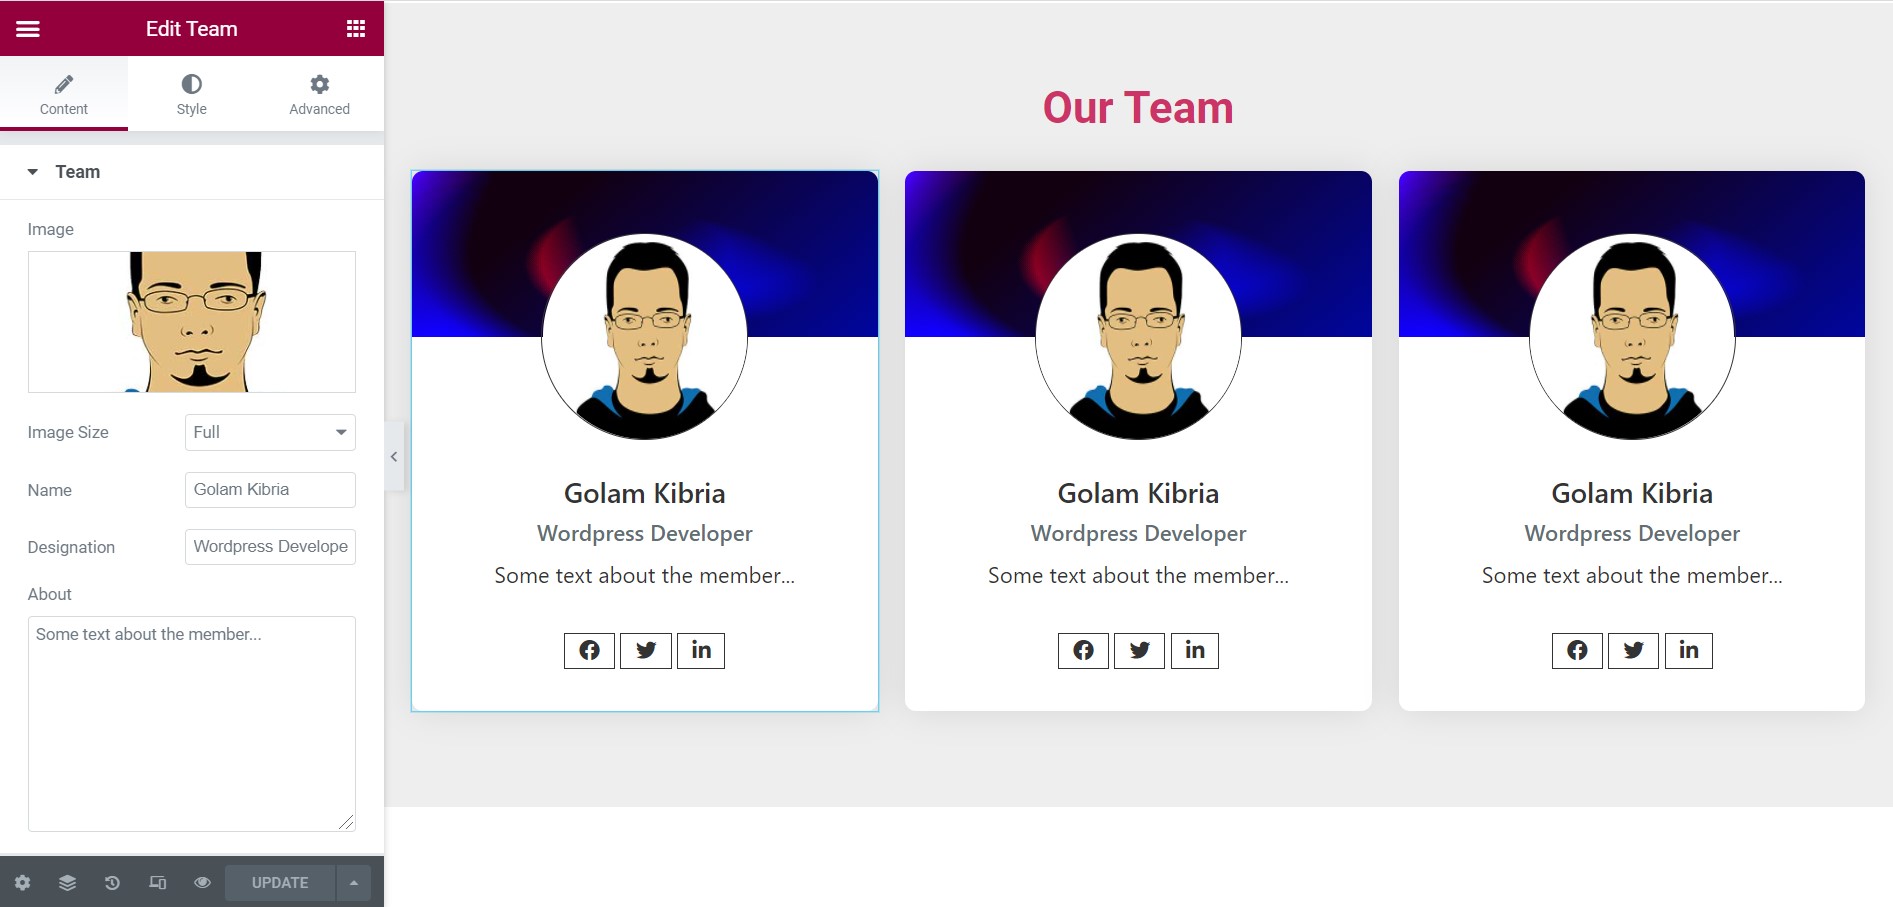 Edit Team
Content
Style
Advanced
Team
Image
Image Size
Full
Name
Golam Kibria
Designation
Wordpress Develope
About
Some text about the member...
UPDATE
Our Team
Golam Kibria
Wordpress Developer
Some text about the member...
in
Golam Kibria
Wordpress Developer
Some text about the member...
in
Golam Kibria
Wordpress Developer
Some text about the member...
in